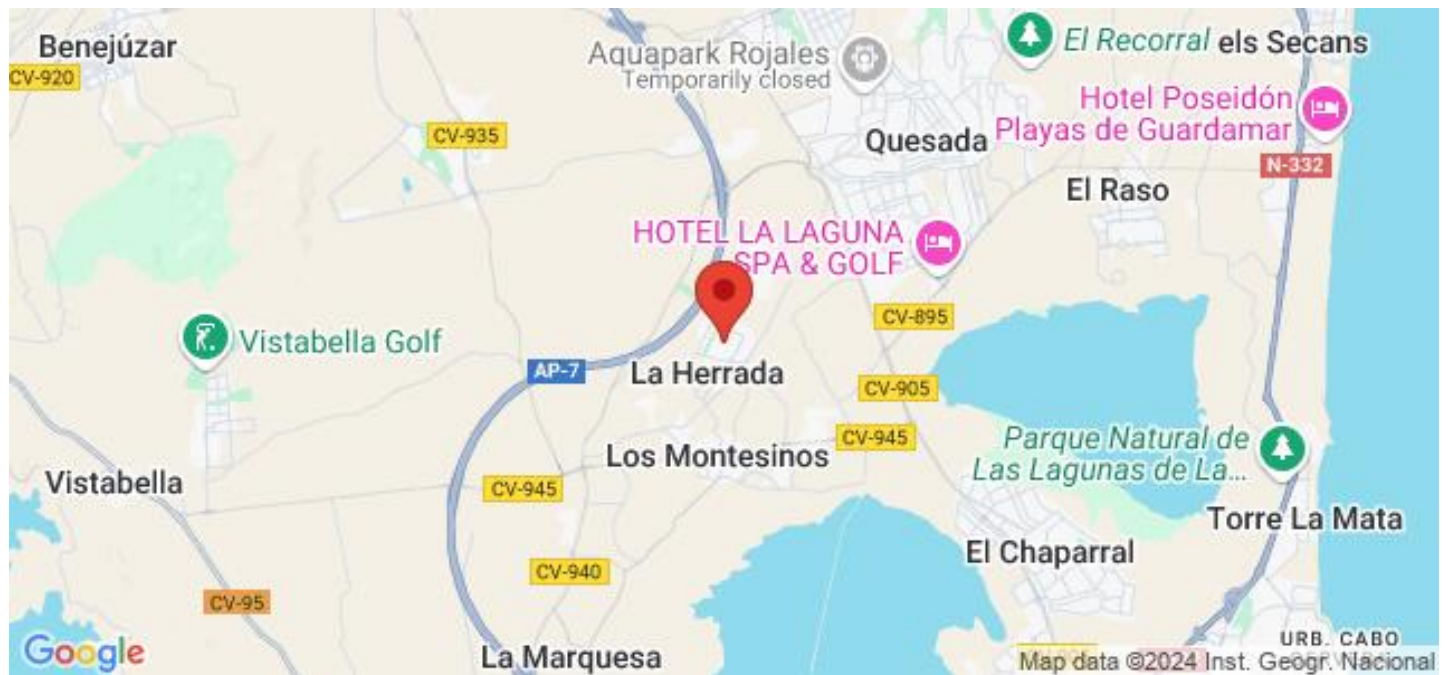 Benejúzar
CV-920
Aquapark Rojales
Temporarily closed
El Recorral
els Secans
Hotel Poseidón
Playas de Guardamar
CV-935
Quesada
N-332
El Raso
HOTEL LA LAGUNA
SPA & GOLF
CV-895
Vistabella Golf
AP-7
La Herrada
CV-905
CV-945
Parque Natural de
Las Lagunas de La...
Los Montesinos
Vistabella
CV-945
Torre La Mata
El Chaparral
CV-940
CV-95
URB. CABO
La Marquesa
Google
Map data ©2024 Inst. Geogr. Nacional